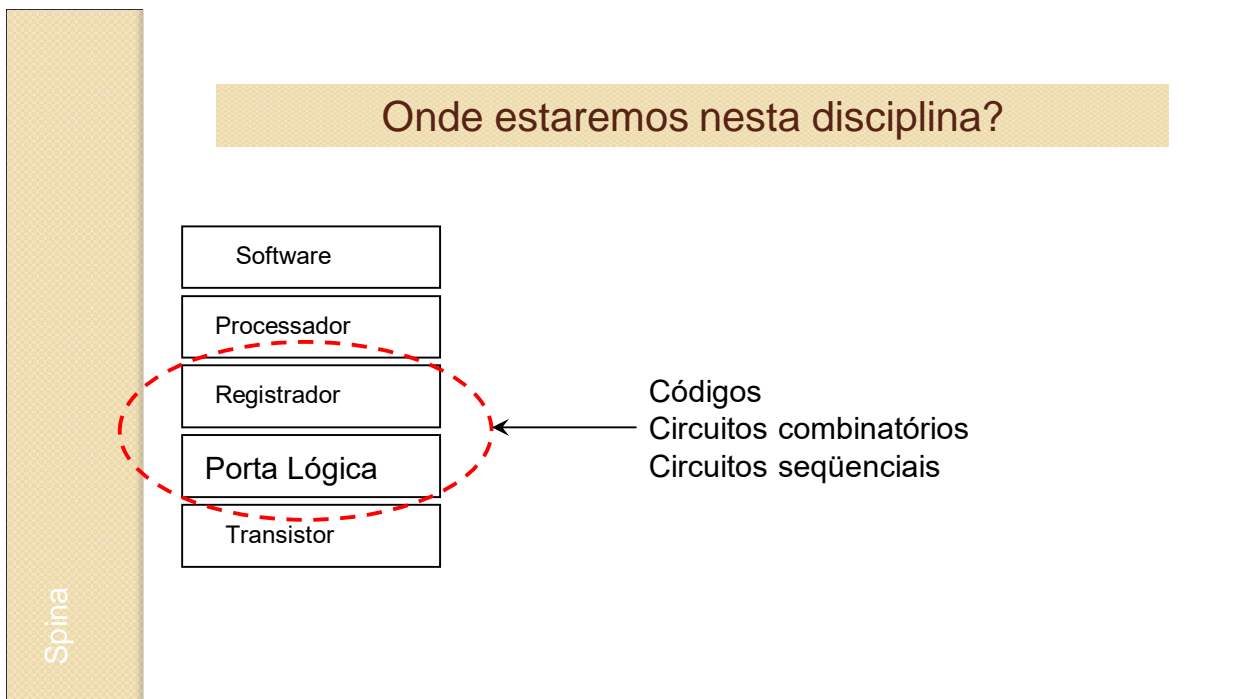 Onde estaremos nesta disciplina?
Software
Processador
Registrador
Porta Lógica
Transistor
Códigos
Circuitos combinatórios
Circuitos seqüenciais
Spina